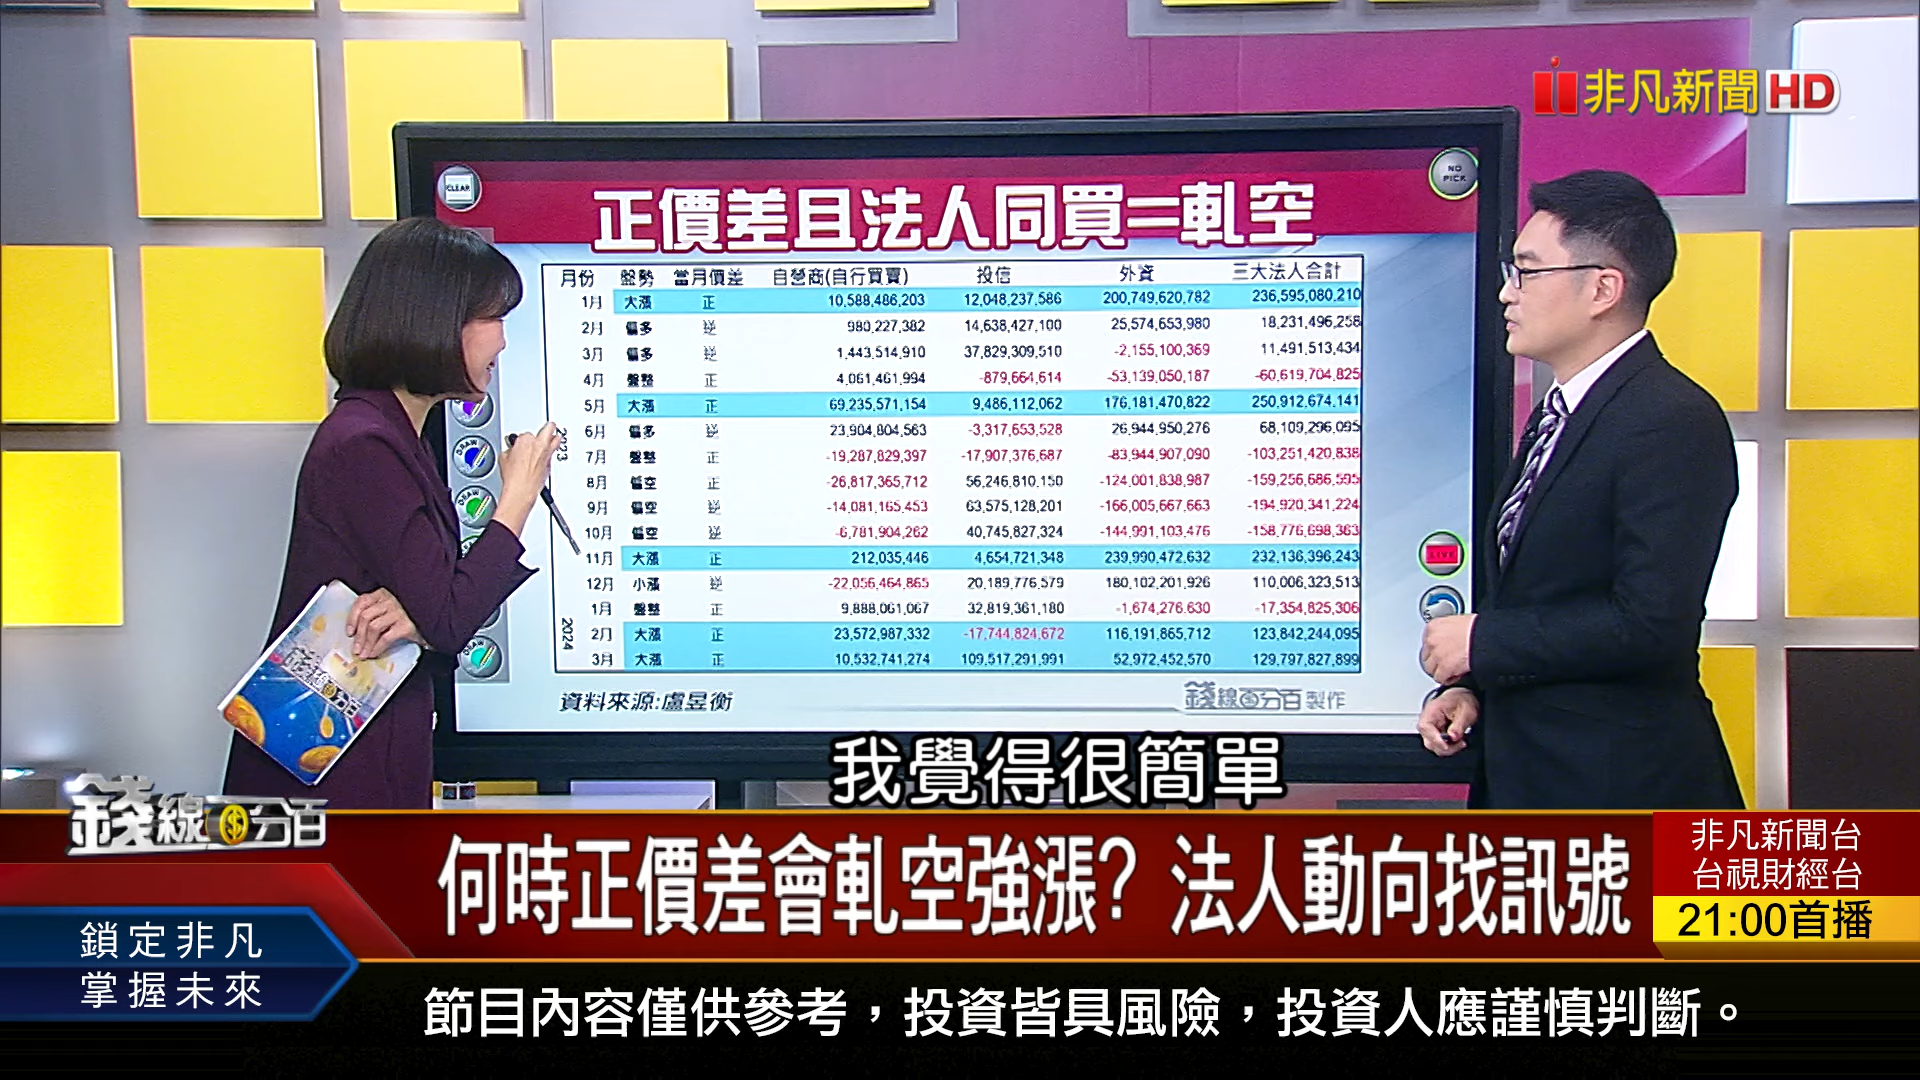 非凡新聞HD
CLEAR
NO PICK
正價差且法人同買=軋空
月份 盤勢 當月價差 自營商(自行買賣) 投信 外資 三大法人合計
2023
1月 大漲 正 10,588,486,203 12,048,237,586 200,749,620,782 236,595,080,210
2月 偏多 逆 980,227,382 14,638,427,100 25,574,653,980 18,231,496,258
3月 偏多 逆 1,443,514,910 37,829,309,510 -2,155,100,369 11,491,513,434
4月 盤整 正 4,061,461,994 -879,664,614 -53,139,050,187 -60,619,704,825
5月 大漲 正 69,235,571,154 9,486,112,062 176,181,470,822 250,912,674,141
6月 偏多 逆 23,904,804,563 -3,317,653,528 26,944,950,276 68,109,296,095
7月 盤整 正 -19,287,829,397 -17,907,376,687 -83,944,907,090 -103,251,420,838
8月 偏空 正 -26,817,365,712 56,246,810,150 -124,001,838,987 -159,256,686,595
9月 偏空 逆 -14,081,165,453 63,575,128,201 -166,005,667,663 -194,920,341,224
10月 偏空 逆 -6,781,904,262 40,745,827,324 -144,991,103,476 -158,776,698,363
11月 大漲 正 212,035,446 4,654,721,348 239,990,472,632 232,136,396,243
12月 小漲 逆 -22,056,464,865 20,189,776,579 180,102,201,926 110,006,323,513
2024
1月 盤整 正 9,888,061,067 32,819,361,180 -1,674,276,630 -17,354,825,306
2月 大漲 正 23,572,987,332 -17,744,824,672 116,191,865,712 123,842,244,095
3月 大漲 正 10,532,741,274 109,517,291,991 52,972,452,570 129,797,827,899
資料來源:盧昱衡
錢線百分百 製作
DRAW
DRAW
LIVE
我覺得很簡單
錢線百分百
何時正價差會軋空強漲? 法人動向找訊號
非凡新聞台
台視財經台
21:00首播
鎖定非凡
掌握未來
節目內容僅供參考，投資皆具風險，投資人應謹慎判斷。